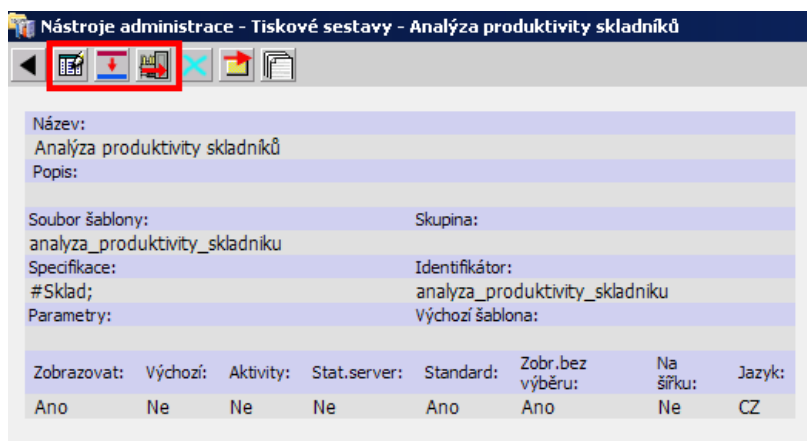 Nástroje administrace - Tiskové sestavy - Analýza produktivity skladníků
Název:
Analýza produktivity skladníků
Popis:
Soubor šablony: Skupina:
analyza_produktivity_skladniku
Specifikace: Identifikátor:
#Sklad; analyza_produktivity_skladniku
Parametry: Výchozí šablona:
Zobrazovat: Výchozí: Aktivity: Stat.server: Standard: Zobr.bez výběru: Na šířku: Jazyk:
Ano Ne Ne Ne Ano Ano Ne CZ